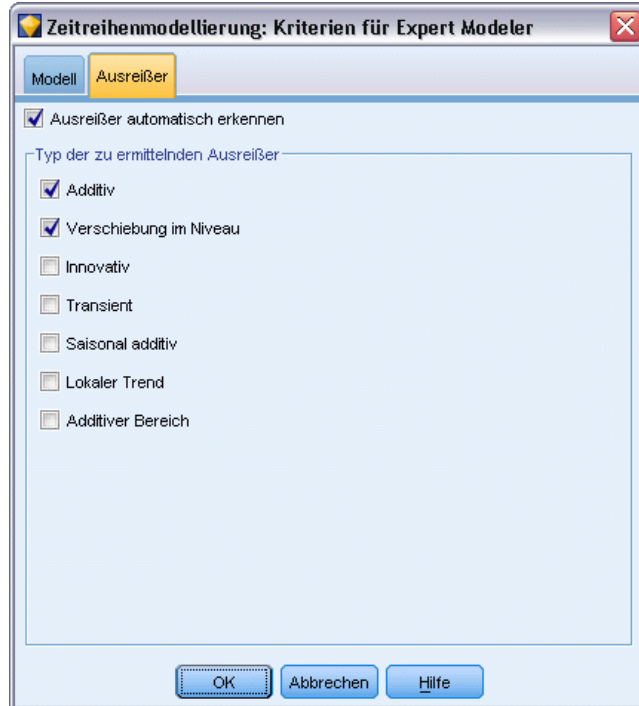 Zeitreihenmodellierung: Kriterien für Expert Modeler
Modell
Ausreißer
Ausreißer automatisch erkennen
Typ der zu ermittelnden Ausreißer
Additiv
Verschiebung im Niveau
Innovativ
Transient
Saisonal additiv
Lokaler Trend
Additiver Bereich
OK
Abbrechen
Hilfe